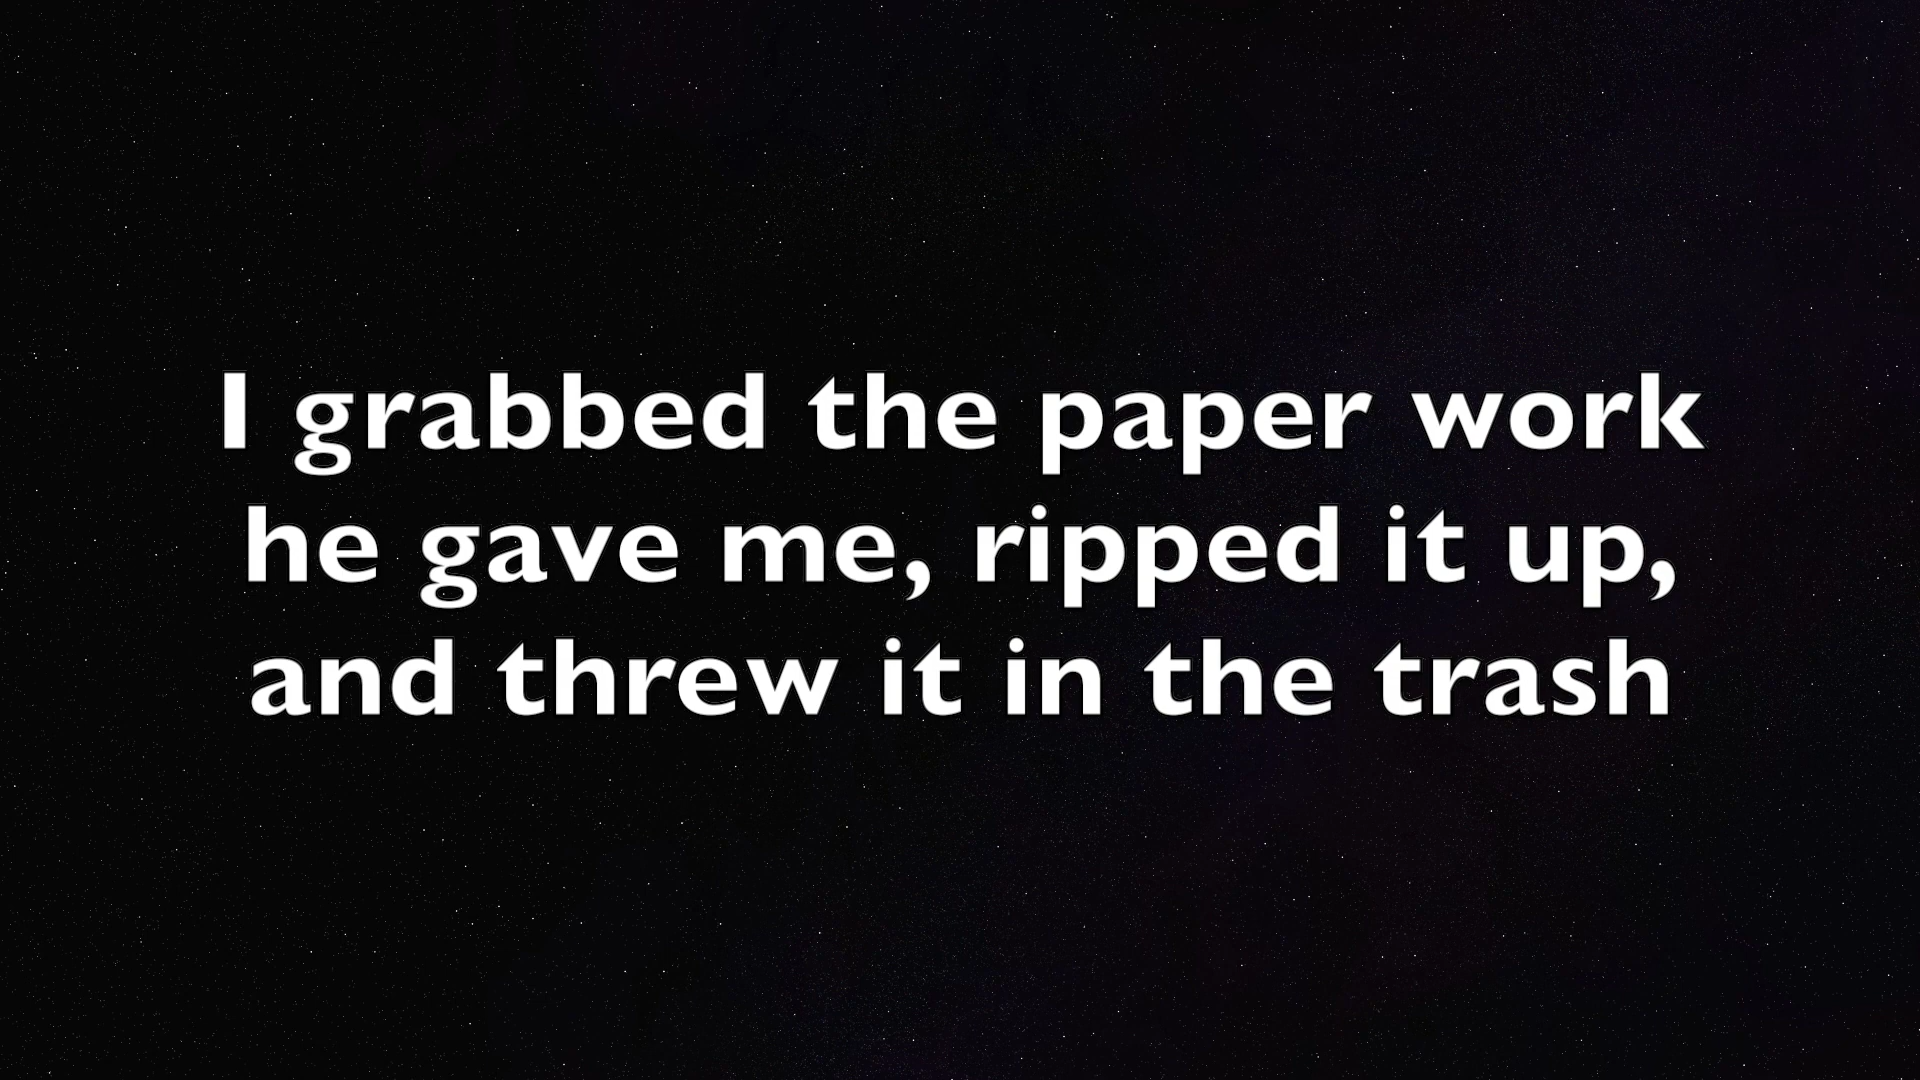 I grabbed the paper work
he gave me, ripped it up,
and threw it in the trash